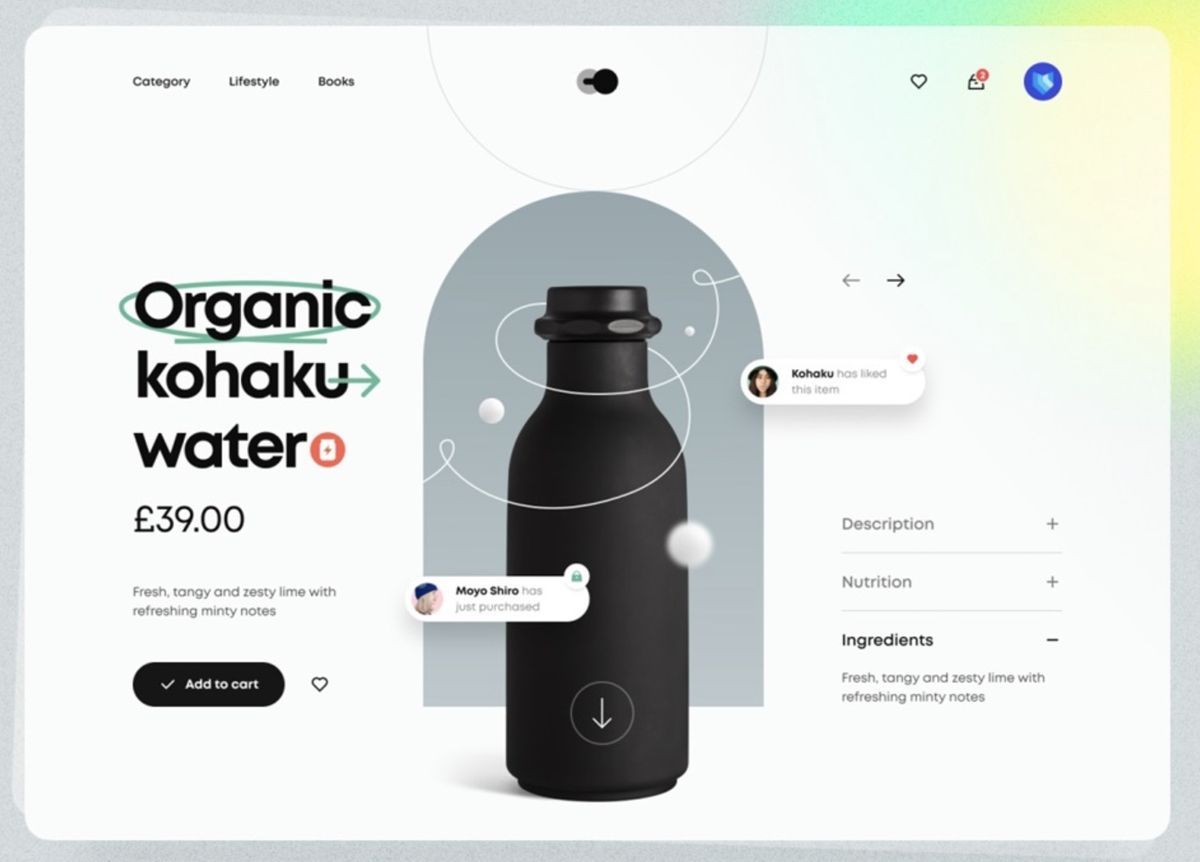 Category Lifestyle Books
2
Organic
kohaku
water
£39.00
Fresh, tangy and zesty lime with
refreshing minty notes
Add to cart
Kohaku has liked
this item
Moyo Shiro has
just purchased
Description +
Nutrition +
Ingredients −
Fresh, tangy and zesty lime with
refreshing minty notes